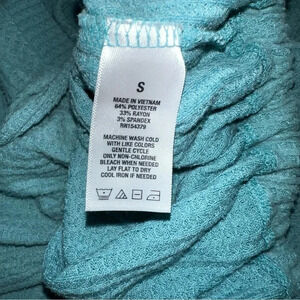 S
MADE IN VIETNAM
64% POLYESTER
33% RAYON
3% SPANDEX
RN154379
MACHINE WASH COLD
WITH LIKE COLORS
GENTLE CYCLE
ONLY NON-CHLORINE
BLEACH WHEN NEEDED
LAY FLAT TO DRY
COOL IRON IF NEEDED